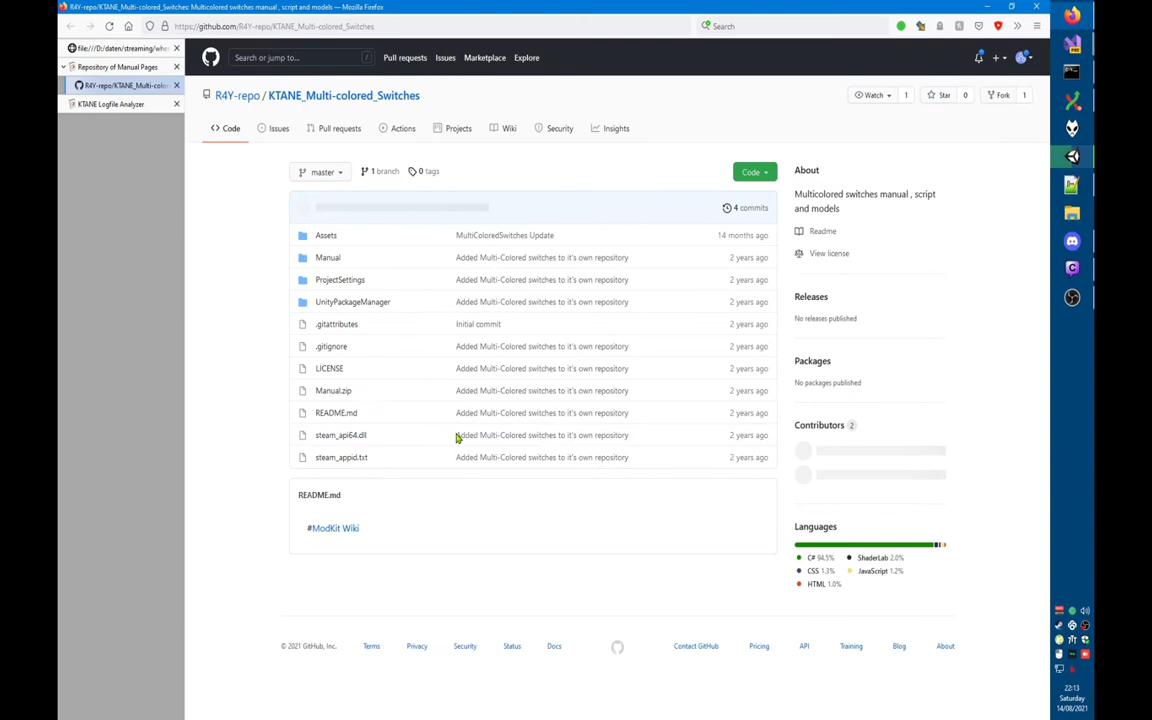 R4Y-repo/KTANE_Multi-colored_Switches: Multicolored switches manual , script and models — Mozilla Firefox
https://github.com/R4Y-repo/KTANE_Multi-colored_Switches
Search
file:///D:/daten/streaming/whe
Repository of Manual Pages
R4Y-repo/KTANE_Multi-color
KTANE Logfile Analyzer
Search or jump to...
/
Pull requests
Issues
Marketplace
Explore
R4Y-repo / KTANE_Multi-colored_Switches
Watch
1
Star
0
Fork
1
Code
Issues
Pull requests
Actions
Projects
Wiki
Security
Insights
master
1 branch
0 tags
Code
4 commits
Assets
MultiColoredSwitches Update
14 months ago
Manual
Added Multi-Colored switches to it's own repository
2 years ago
ProjectSettings
Added Multi-Colored switches to it's own repository
2 years ago
UnityPackageManager
Added Multi-Colored switches to it's own repository
2 years ago
.gitattributes
Initial commit
2 years ago
.gitignore
Added Multi-Colored switches to it's own repository
2 years ago
LICENSE
Added Multi-Colored switches to it's own repository
2 years ago
Manual.zip
Added Multi-Colored switches to it's own repository
2 years ago
README.md
Added Multi-Colored switches to it's own repository
2 years ago
steam_api64.dll
Added Multi-Colored switches to it's own repository
2 years ago
steam_appid.txt
Added Multi-Colored switches to it's own repository
2 years ago
README.md
#ModKit Wiki
About
Multicolored switches manual , script
and models
Readme
View license
Releases
No releases published
Packages
No packages published
Contributors 2
Languages
C# 94.5%
ShaderLab 2.0%
CSS 1.3%
JavaScript 1.2%
HTML 1.0%
© 2021 GitHub, Inc.
Terms
Privacy
Security
Status
Docs
Contact GitHub
Pricing
API
Training
Blog
About
22:13
Saturday
14/08/2021